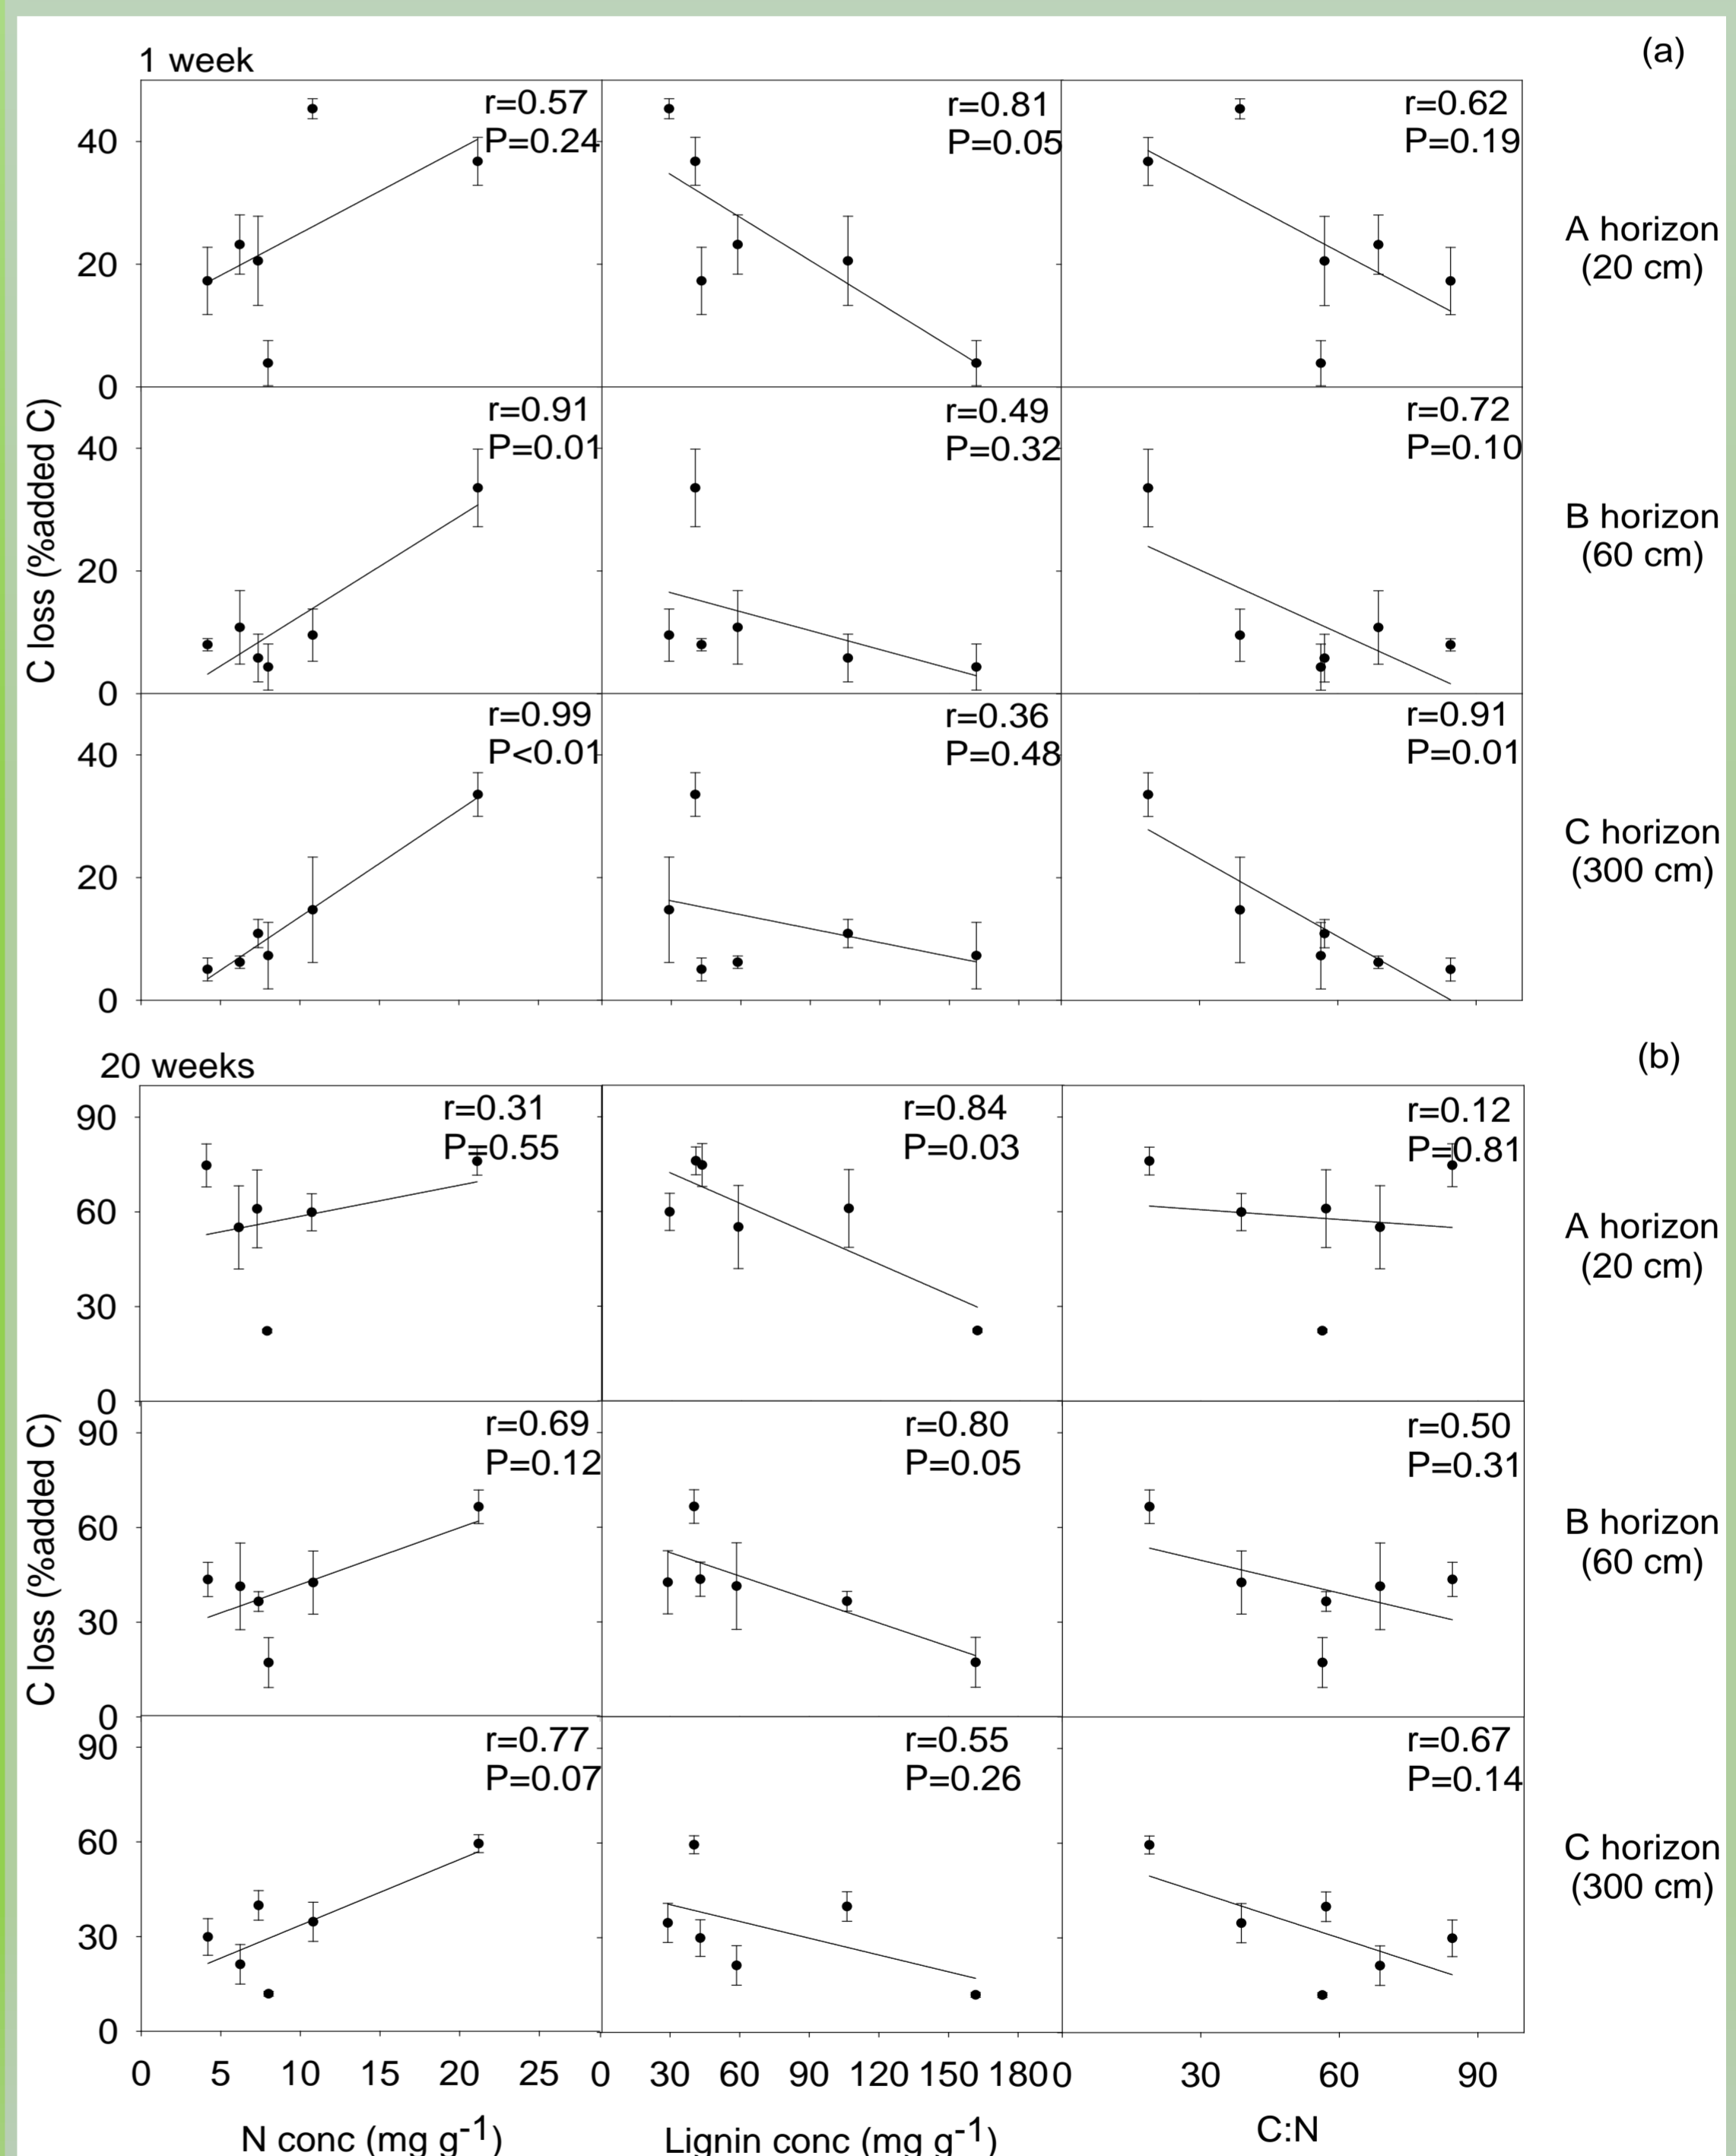 1 week
(a)
r=0.57
P=0.24
r=0.81
P=0.05
r=0.62
P=0.19
40
20
0
A horizon
(20 cm)
r=0.91
P=0.01
r=0.49
P=0.32
r=0.72
P=0.10
40
20
0
B horizon
(60 cm)
C loss (%added C)
r=0.99
P<0.01
r=0.36
P=0.48
r=0.91
P=0.01
40
20
0
C horizon
(300 cm)
20 weeks
(b)
r=0.31
P=0.55
r=0.84
P=0.03
r=0.12
P=0.81
90
60
30
0
A horizon
(20 cm)
r=0.69
P=0.12
r=0.80
P=0.05
r=0.50
P=0.31
90
60
30
0
B horizon
(60 cm)
C loss (%added C)
r=0.77
P=0.07
r=0.55
P=0.26
r=0.67
P=0.14
90
60
30
0
C horizon
(300 cm)
0 5 10 15 20 25 0 30 60 90 120 150 180 0 30 60 90
N conc (mg g-1) Lignin conc (mg g-1) C:N